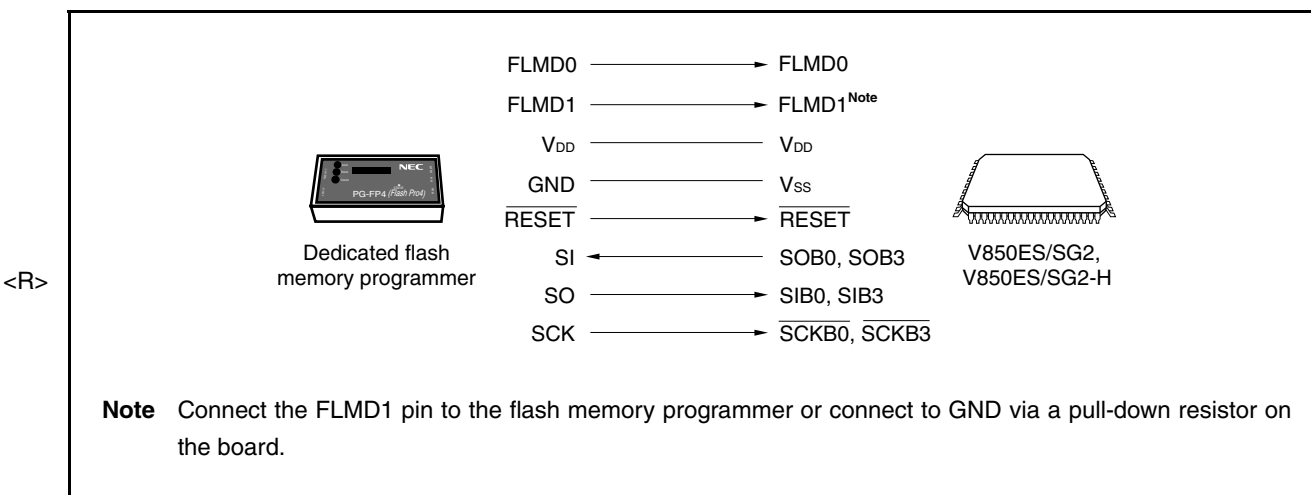 FLMD0 FLMD0
FLMD1 FLMD1Note
VDD VDD
GND VSS
RESET RESET
SI SOB0, SOB3
SO SIB0, SIB3
SCK SCKB0, SCKB3
NEC
PG-FP4 (Flash Pro4)
Dedicated flash
memory programmer
V850ES/SG2,
V850ES/SG2-H
<R>
Note Connect the FLMD1 pin to the flash memory programmer or connect to GND via a pull-down resistor on
the board.